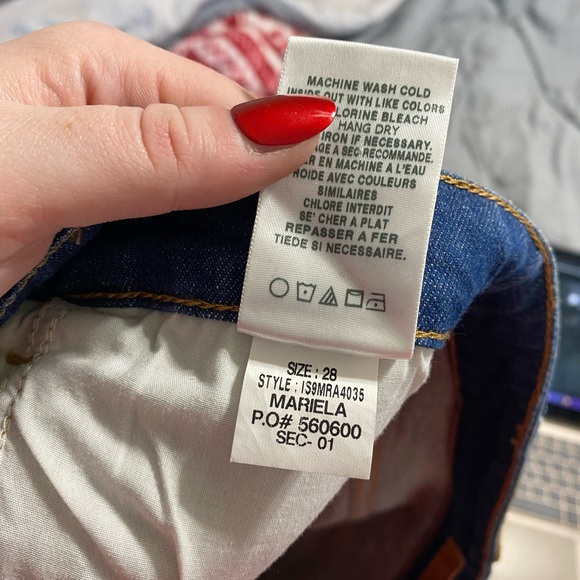 MACHINE WASH COLD
INSIDE OUT WITH LIKE COLORS
BLEACH
HANG DRY
IRON IF NECESSARY.
A SEC RECOMMANDE.
EN MACHINE A L'EAU
AVEC COULEURS
SIMILAIRES
CHLORE INTERDIT
SE' CHER A PLAT
REPASSER A FER
TIEDE SI NECESSAIRE.
SIZE : 28
STYLE : IS9MRA4035
MARIELA
P.O# 560600
SEC- 01